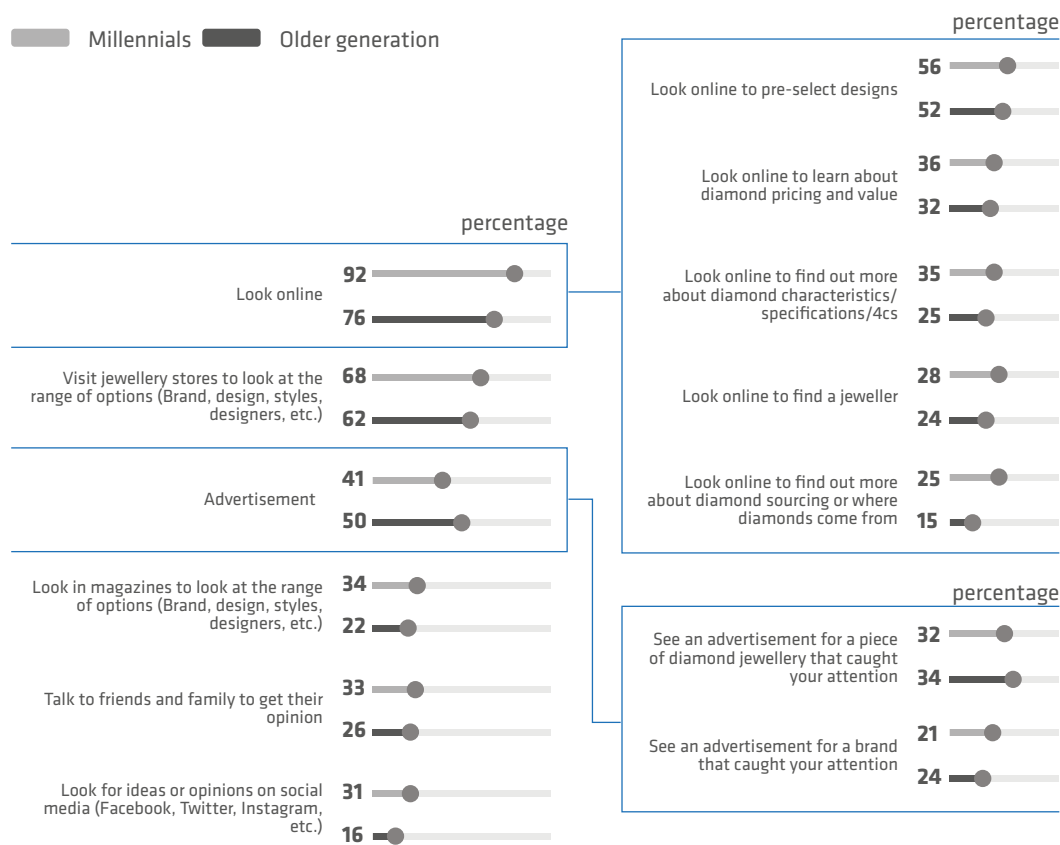 Millennials
Older generation
percentage
Look online
92
76
Visit jewellery stores to look at the
range of options (Brand, design, styles,
designers, etc.)
68
62
Advertisement
41
50
Look in magazines to look at the range
of options (Brand, design, styles,
designers, etc.)
34
22
Talk to friends and family to get their
opinion
33
26
Look for ideas or opinions on social
media (Facebook, Twitter, Instagram,
etc.)
31
16
percentage
Look online to pre-select designs
56
52
Look online to learn about
diamond pricing and value
36
32
Look online to find out more
about diamond characteristics/
specifications/4cs
35
25
Look online to find a jeweller
28
24
Look online to find out more
about diamond sourcing or where
diamonds come from
25
15
percentage
See an advertisement for a piece
of diamond jewellery that caught
your attention
32
34
See an advertisement for a brand
that caught your attention
21
24